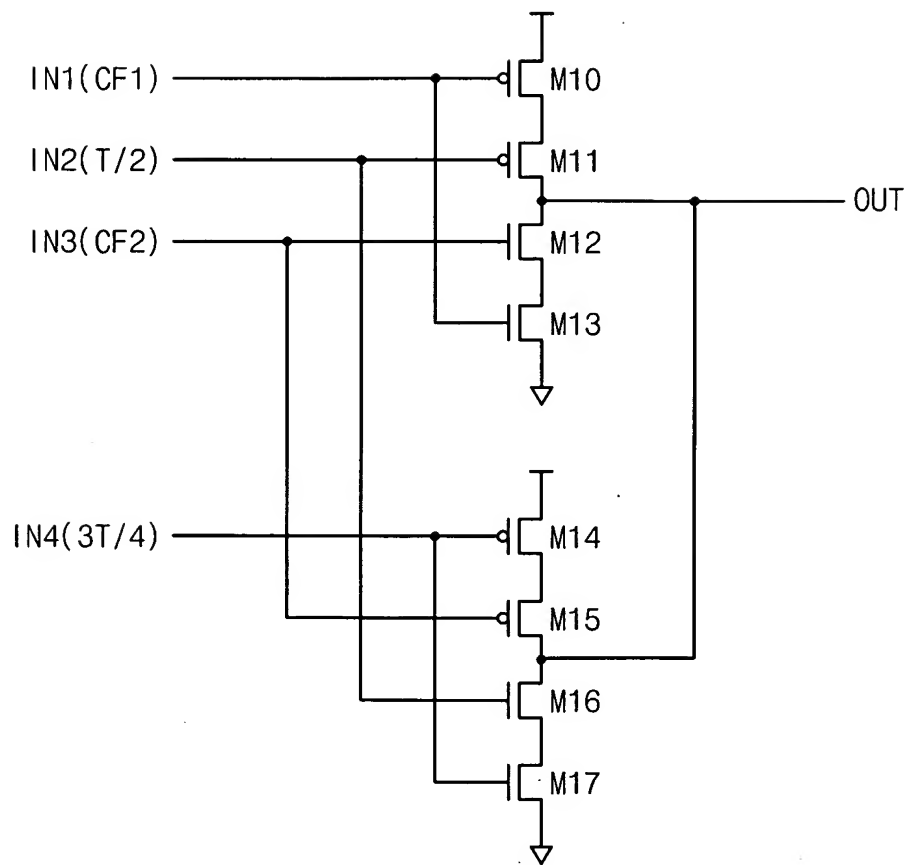 IN1(CF1)
M10
IN2(T/2)
M11
OUT
IN3(CF2)
M12
M13
IN4(3T/4)
M14
M15
M16
M17